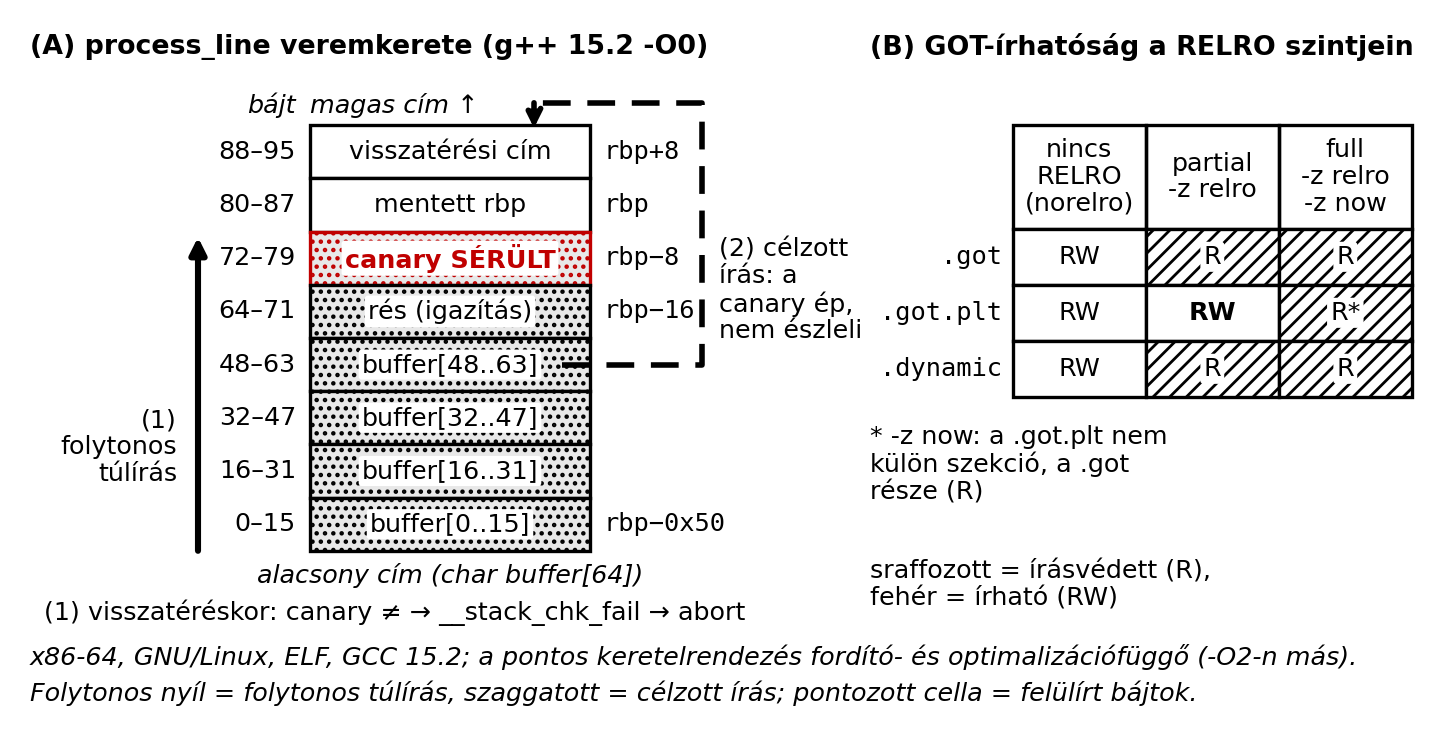 (A) process_line veremkerete (g++ 15.2 -O0)
bájt magas cím ↑
88–95 visszatérési cím rbp+8
80–87 mentett rbp rbp
72–79 canary SÉRÜLT rbp−8
64–71 rés (igazítás) rbp−16
48–63 buffer[48..63]
32–47 buffer[32..47]
16–31 buffer[16..31]
0–15 buffer[0..15] rbp−0x50
(1)
folytonos
túlírás
(2) célzott
írás: a
canary ép,
nem észleli
alacsony cím (char buffer[64])
(1) visszatéréskor: canary ≠ → __stack_chk_fail → abort
(B) GOT-írhatóság a RELRO szintjein
nincs
RELRO
(norelro)
partial
-z relro
full
-z relro
-z now
.got RW R R
.got.plt RW RW R*
.dynamic RW R R
* -z now: a .got.plt nem
külön szekció, a .got
része (R)
sraffozott = írásvédett (R),
fehér = írható (RW)
x86-64, GNU/Linux, ELF, GCC 15.2; a pontos keretelrendezés fordító- és optimalizációfüggő (-O2-n más).
Folytonos nyíl = folytonos túlírás, szaggatott = célzott írás; pontozott cella = felülírt bájtok.